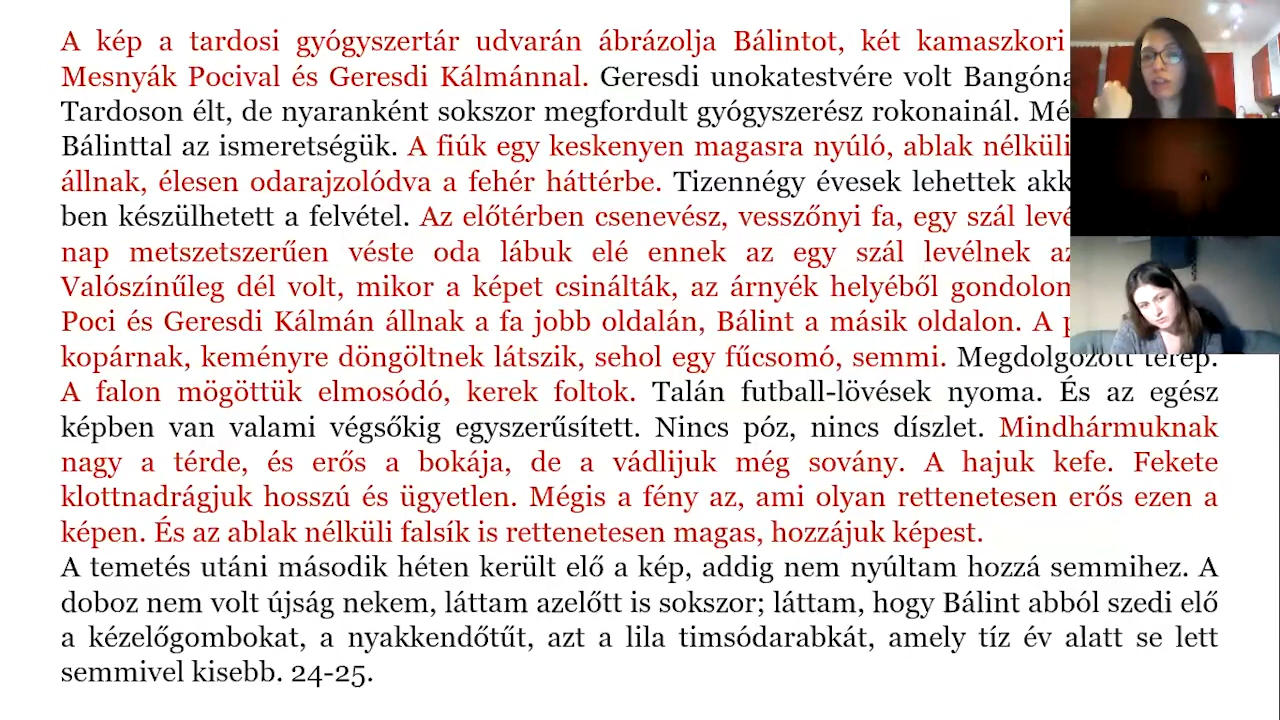 A kép a tardosi gyógyszertár udvarán ábrázolja Bálintot, két kamaszkori
Mesnyák Pocival és Geresdi Kálmánnal. Geresdi unokatestvére volt
Tardoson élt, de nyaranként sokszor megfordult gyógyszerész rokonainál.
Bálinttal az ismeretségük. A fiúk egy keskenyen magasra nyúló, ablak nélküli
állnak, élesen odarajzolódva a fehér háttérbe. Tizennégy évesek lehettek
ben készülhetett a felvétel. Az előtérben csenevész, vesszőnyi fa, egy szál
nap metszetszerűen véste oda lábuk elé ennek az egy szál levélnek
Valószínűleg dél volt, mikor a képet csinálták, az árnyék helyéből
Poci és Geresdi Kálmán állnak a fa jobb oldalán, Bálint a másik oldalon. A
kopárnak, keményre döngöltnek látszik, sehol egy fűcsomó, semmi. Megdolgozott terep.
A falon mögöttük elmosódó, kerek foltok. Talán futball-lövések nyoma. És az egész
képben van valami végsőkig egyszerűsített. Nincs póz, nincs díszlet. Mindhármuknak
nagy a térde, és erős a bokája, de a vádlijuk még sovány. A hajuk kefe. Fekete
klottnadrágjuk hosszú és ügyetlen. Mégis a fény az, ami olyan rettenetesen erős ezen a
képen. És az ablak nélküli falsík is rettenetesen magas, hozzájuk képest.
A temetés utáni második héten került elő a kép, addig nem nyúltam hozzá semmihez. A
doboz nem volt újság nekem, láttam azelőtt is sokszor; láttam, hogy Bálint abból szedi elő
a kézelőgombokat, a nyakkendőtűt, azt a lila timsódarabkát, amely tíz év alatt se lett
semmivel kisebb. 24-25.